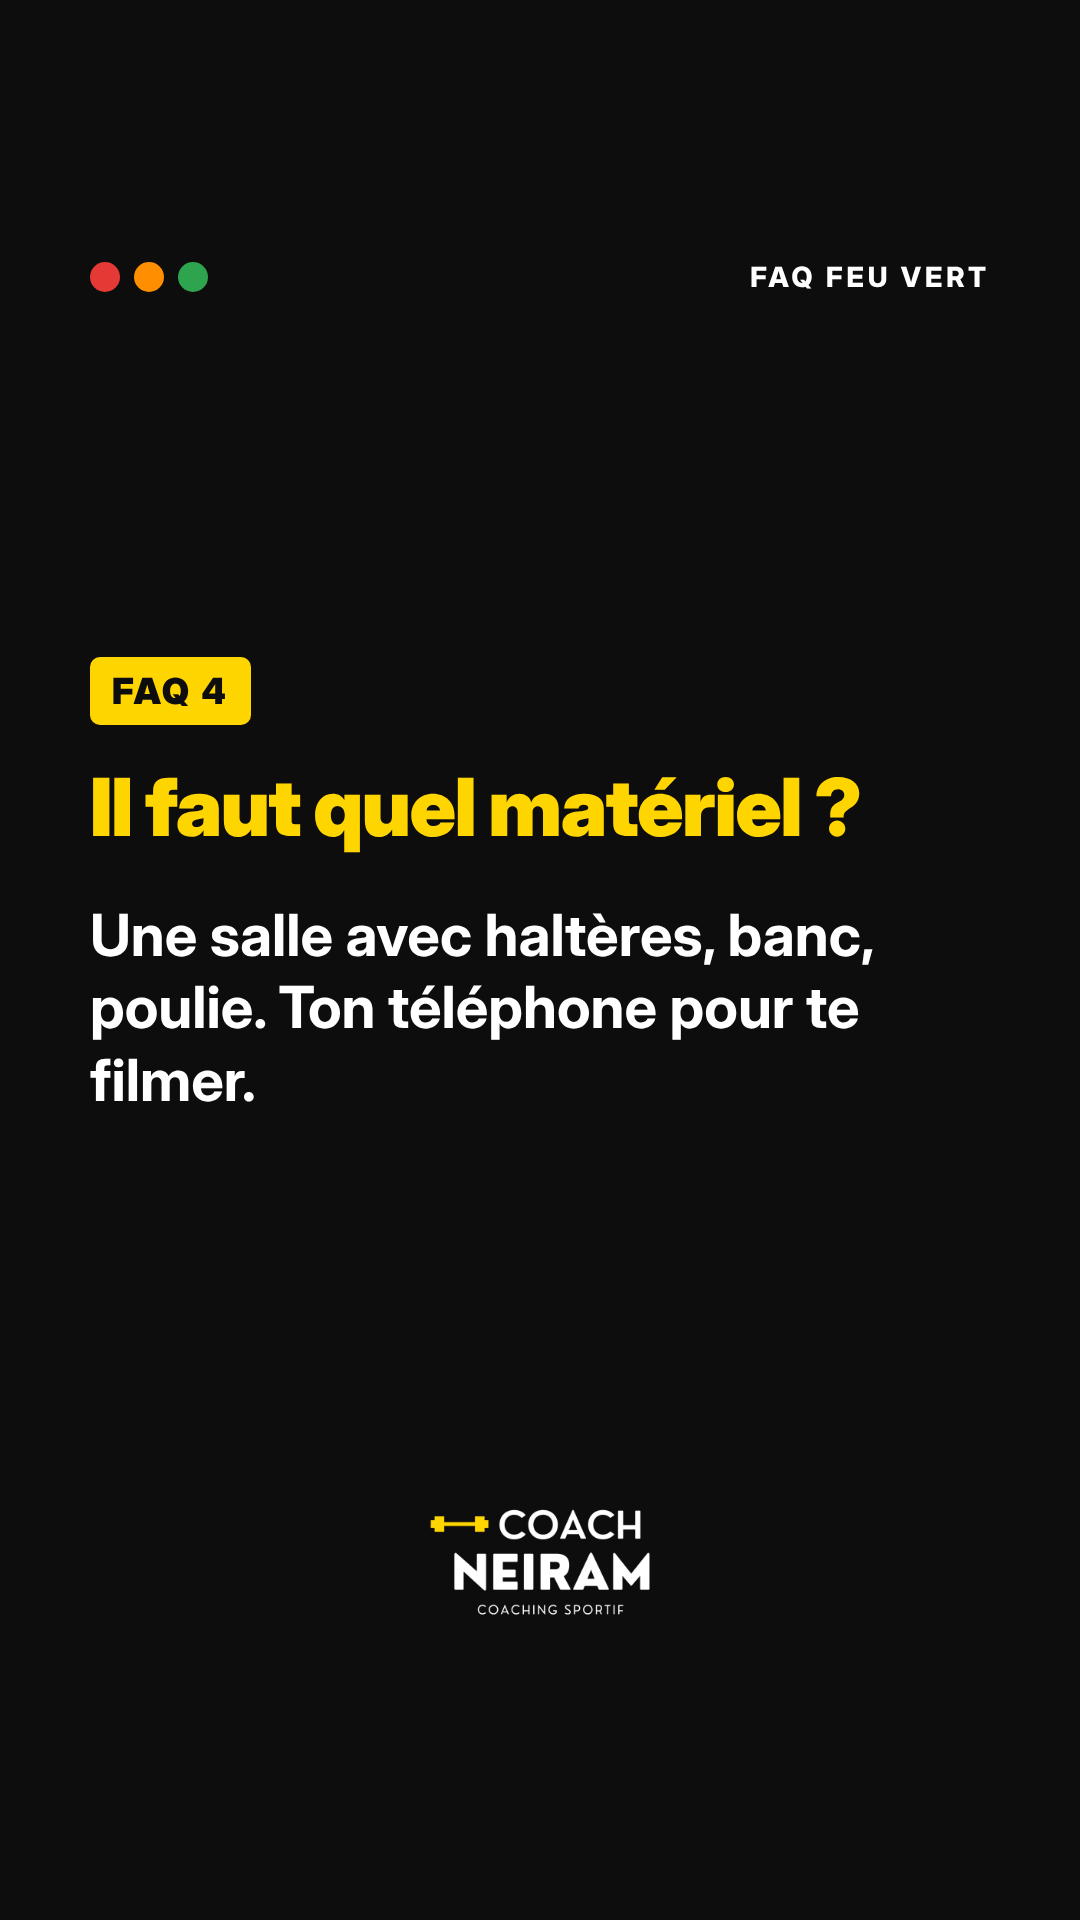 FAQ FEU VERT
FAQ 4
Il faut quel matériel ?
Une salle avec haltères, banc,
poulie. Ton téléphone pour te
filmer.
COACH
NEIRAM
COACHING SPORTIF